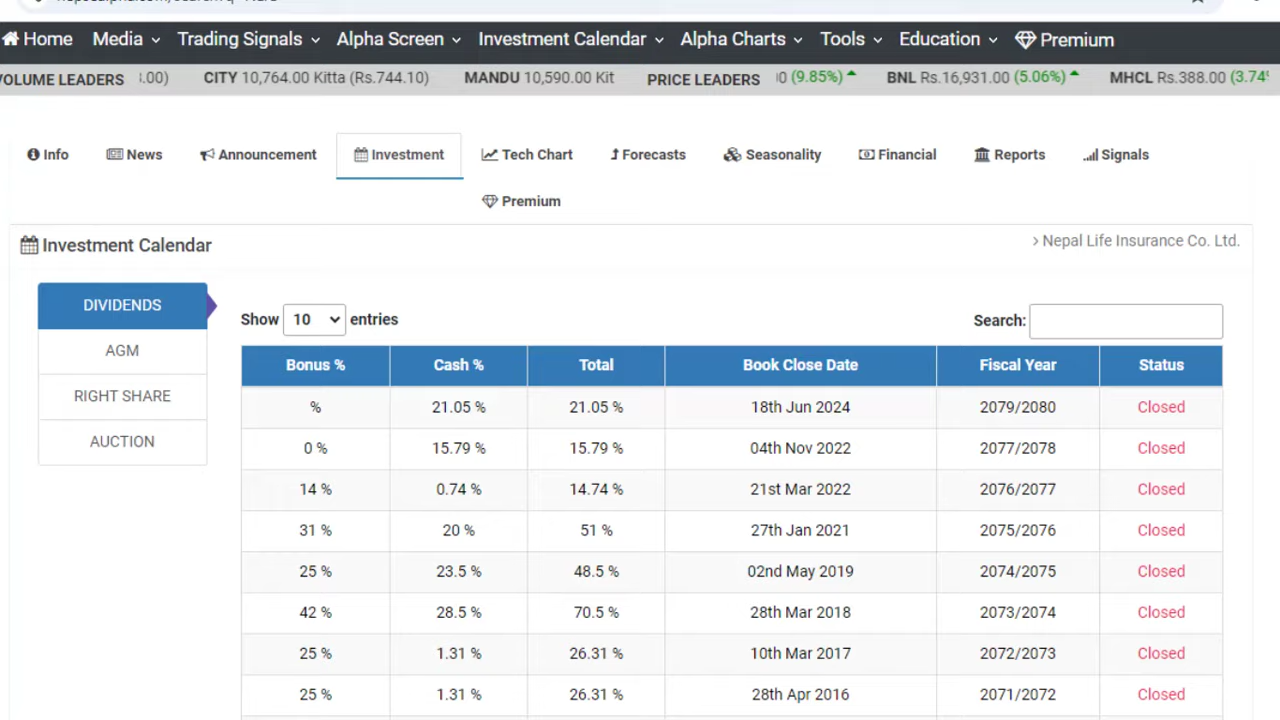 Home Media Trading Signals Alpha Screen Investment Calendar Alpha Charts Tools Education Premium
VOLUME LEADERS .00) CITY 10,764.00 Kitta (Rs.744.10) MANDU 10,590.00 Kit PRICE LEADERS (9.85%) BNL Rs.16,931.00 (5.06%) MHCL Rs.388.00 (3.74
Info News Announcement Investment Tech Chart Forecasts Seasonality Financial Reports Signals
Premium
Investment Calendar
> Nepal Life Insurance Co. Ltd.
DIVIDENDS
AGM
RIGHT SHARE
AUCTION
Show 10 entries
Search:
Bonus % Cash % Total Book Close Date Fiscal Year Status
% 21.05 % 21.05 % 18th Jun 2024 2079/2080 Closed
0 % 15.79 % 15.79 % 04th Nov 2022 2077/2078 Closed
14 % 0.74 % 14.74 % 21st Mar 2022 2076/2077 Closed
31 % 20 % 51 % 27th Jan 2021 2075/2076 Closed
25 % 23.5 % 48.5 % 02nd May 2019 2074/2075 Closed
42 % 28.5 % 70.5 % 28th Mar 2018 2073/2074 Closed
25 % 1.31 % 26.31 % 10th Mar 2017 2072/2073 Closed
25 % 1.31 % 26.31 % 28th Apr 2016 2071/2072 Closed